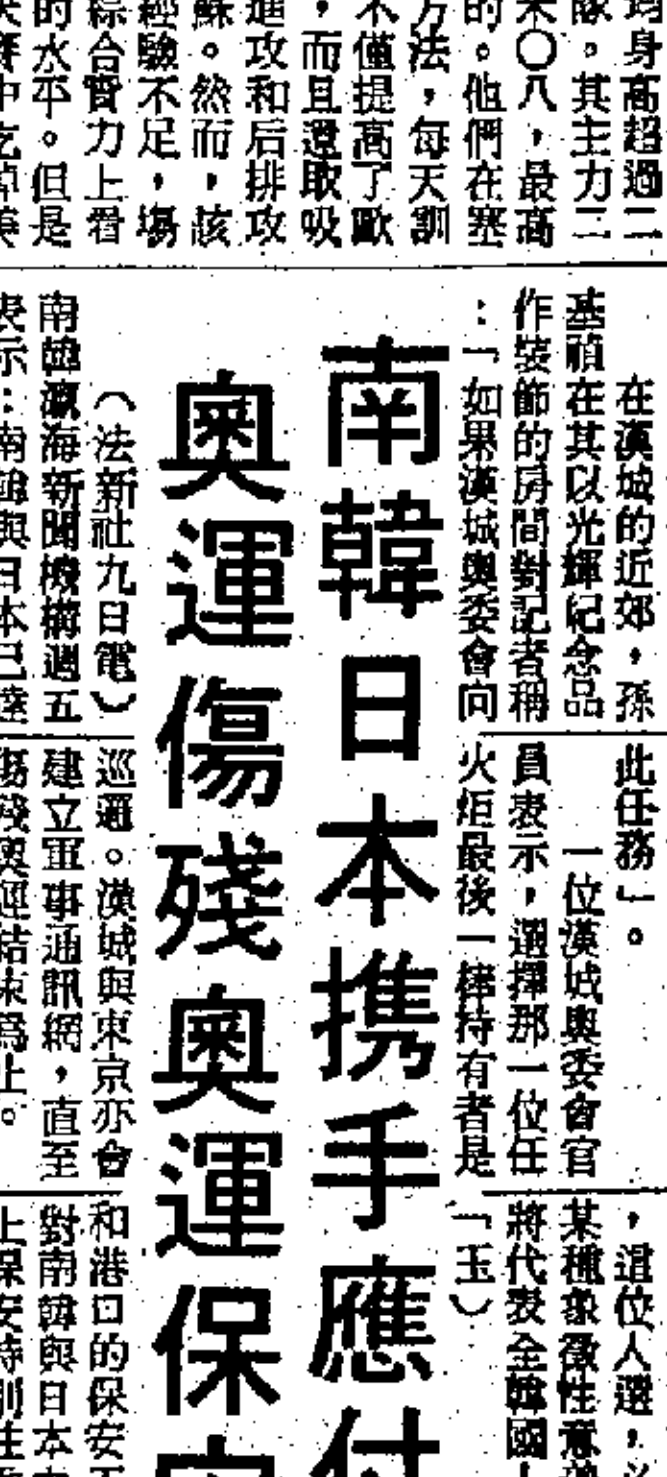 均身高超過二
隊。其主力二
米〇八，最高
的。他們在塞
方法，每天訓
不僅提高了歐
，而且還取吸
進攻和后排攻
蘇。然而，該
經驗不足，場
綜合實力上看
的水平。但是
在漢城的近郊，孫
基禎在其以光輝紀念品
作裝飾的房間對記者稱
：「如果漢城奧委會向
此任務」。
一位漢城奧委會官
員表示，選擇那一位任
火炬最後一棒持有者是
，這位人選，
某種象徵性意
將代表全韓國
「玉）
南韓日本携手應付
奧運傷殘奧運保安
（法新社九日電）
南韓瀛海新聞機構週五
表示：南韓與日本已達
巡邏。漢城與東京亦會
建立軍事通訊網，直至
傷殘奧運結束爲止。
和港口的保安
對南韓與日本
上保安特別